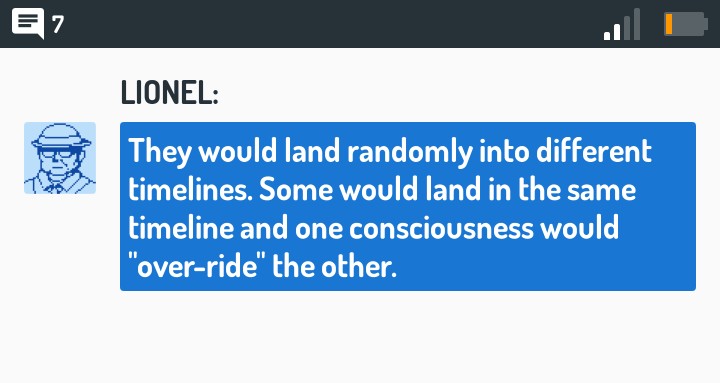 7
LIONEL:
They would land randomly into different
timelines. Some would land in the same
timeline and one consciousness would
"over-ride" the other.